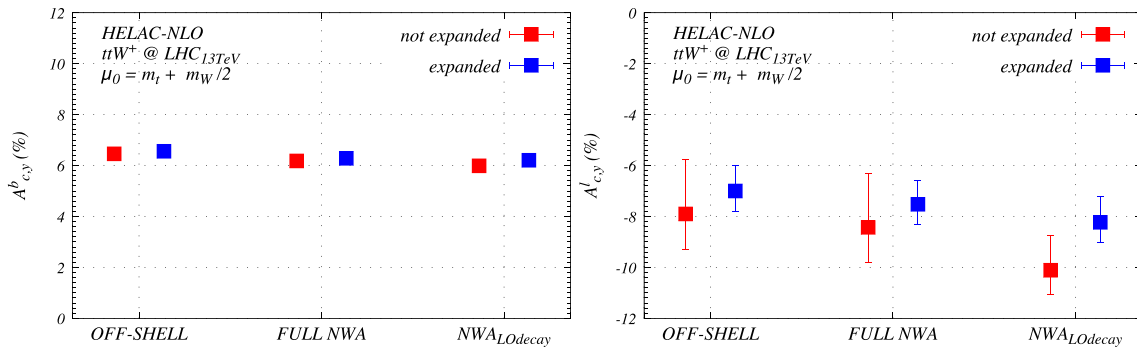 HELAC-NLO
ttW+ @ LHC13TeV
μ0 = mt + mW/2
not expanded
expanded
Abc,y (%)
12
10
8
6
4
2
0
OFF-SHELL FULL NWA NWALOdecay
HELAC-NLO
ttW+ @ LHC13TeV
μ0 = mt + mW/2
not expanded
expanded
Alc,y (%)
0
-2
-4
-6
-8
-10
-12
OFF-SHELL FULL NWA NWALOdecay